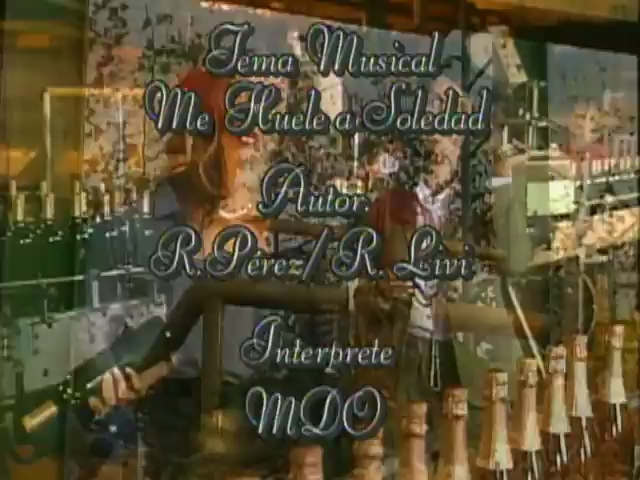 Tema Musical
Me Huele a Soledad
Autor
R. Pérez / R. Livi
Interprete
MDO